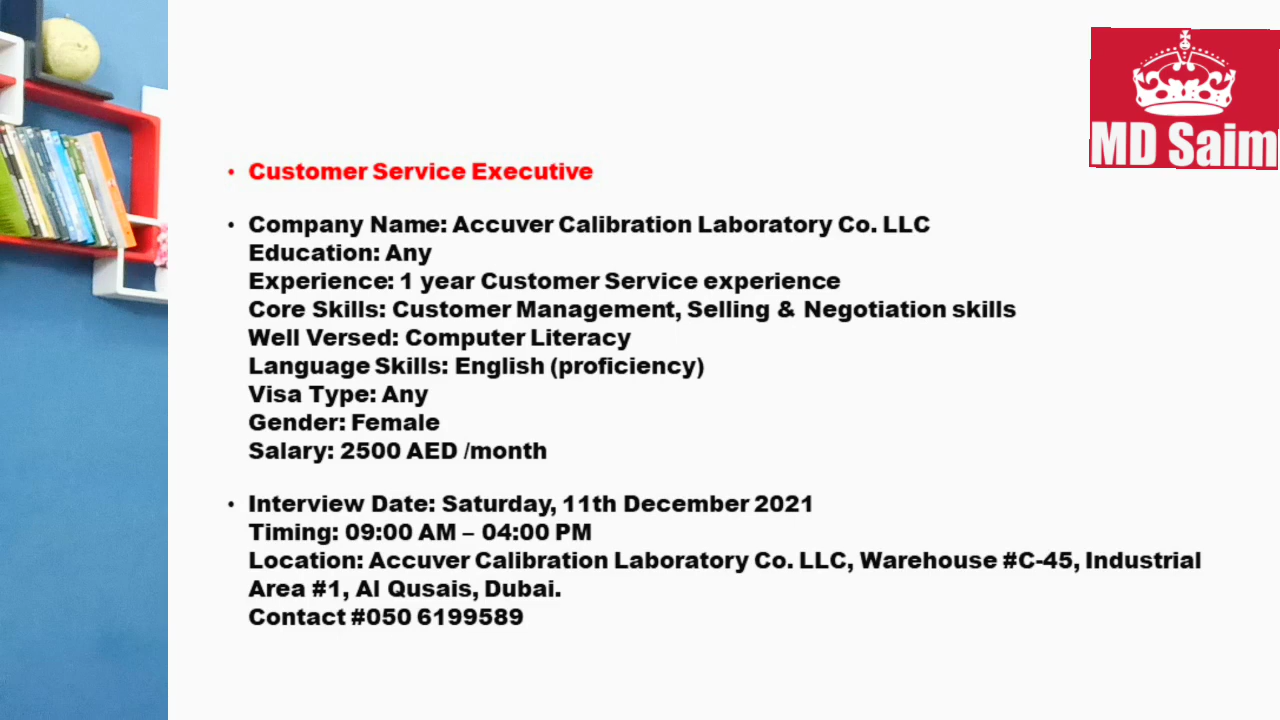 MD Saim
• Customer Service Executive
• Company Name: Accuver Calibration Laboratory Co. LLC
Education: Any
Experience: 1 year Customer Service experience
Core Skills: Customer Management, Selling & Negotiation skills
Well Versed: Computer Literacy
Language Skills: English (proficiency)
Visa Type: Any
Gender: Female
Salary: 2500 AED /month
• Interview Date: Saturday, 11th December 2021
Timing: 09:00 AM – 04:00 PM
Location: Accuver Calibration Laboratory Co. LLC, Warehouse #C-45, Industrial
Area #1, Al Qusais, Dubai.
Contact #050 6199589